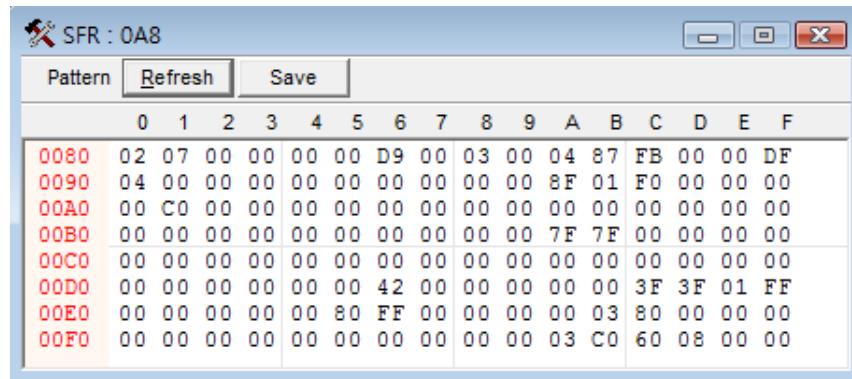 SFR : 0A8
Pattern Refresh Save
0 1 2 3 4 5 6 7 8 9 A B C D E F
0080 02 07 00 00 00 00 D9 00 03 00 04 87 FB 00 00 DF
0090 04 00 00 00 00 00 00 00 00 00 8F 01 F0 00 00 00
00A0 00 C0 00 00 00 00 00 00 00 00 00 00 00 00 00 00
00B0 00 00 00 00 00 00 00 00 00 00 7F 7F 00 00 00 00
00C0 00 00 00 00 00 00 00 00 00 00 00 00 00 00 00 00
00D0 00 00 00 00 00 00 42 00 00 00 00 00 3F 3F 01 FF
00E0 00 00 00 00 00 80 FF 00 00 00 00 03 80 00 00 00
00F0 00 00 00 00 00 00 00 00 00 00 03 C0 60 08 00 00